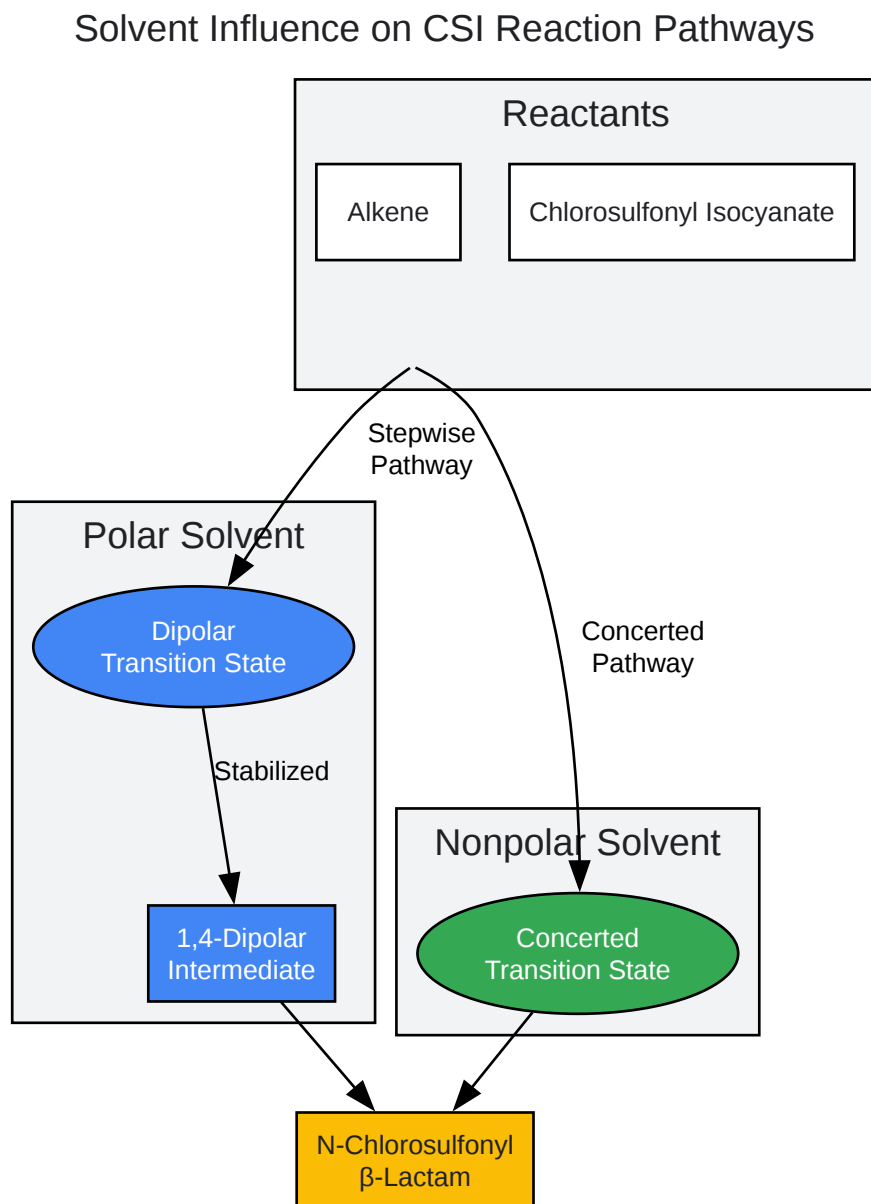 Solvent Influence on CSI Reaction Pathways
Reactants
Alkene
Chlorosulfonyl Isocyanate
Stepwise
Pathway
Polar Solvent
Dipolar
Transition State
Concerted
Pathway
Stabilized
Nonpolar Solvent
1,4-Dipolar
Intermediate
Concerted
Transition State
N-Chlorosulfonyl
β-Lactam